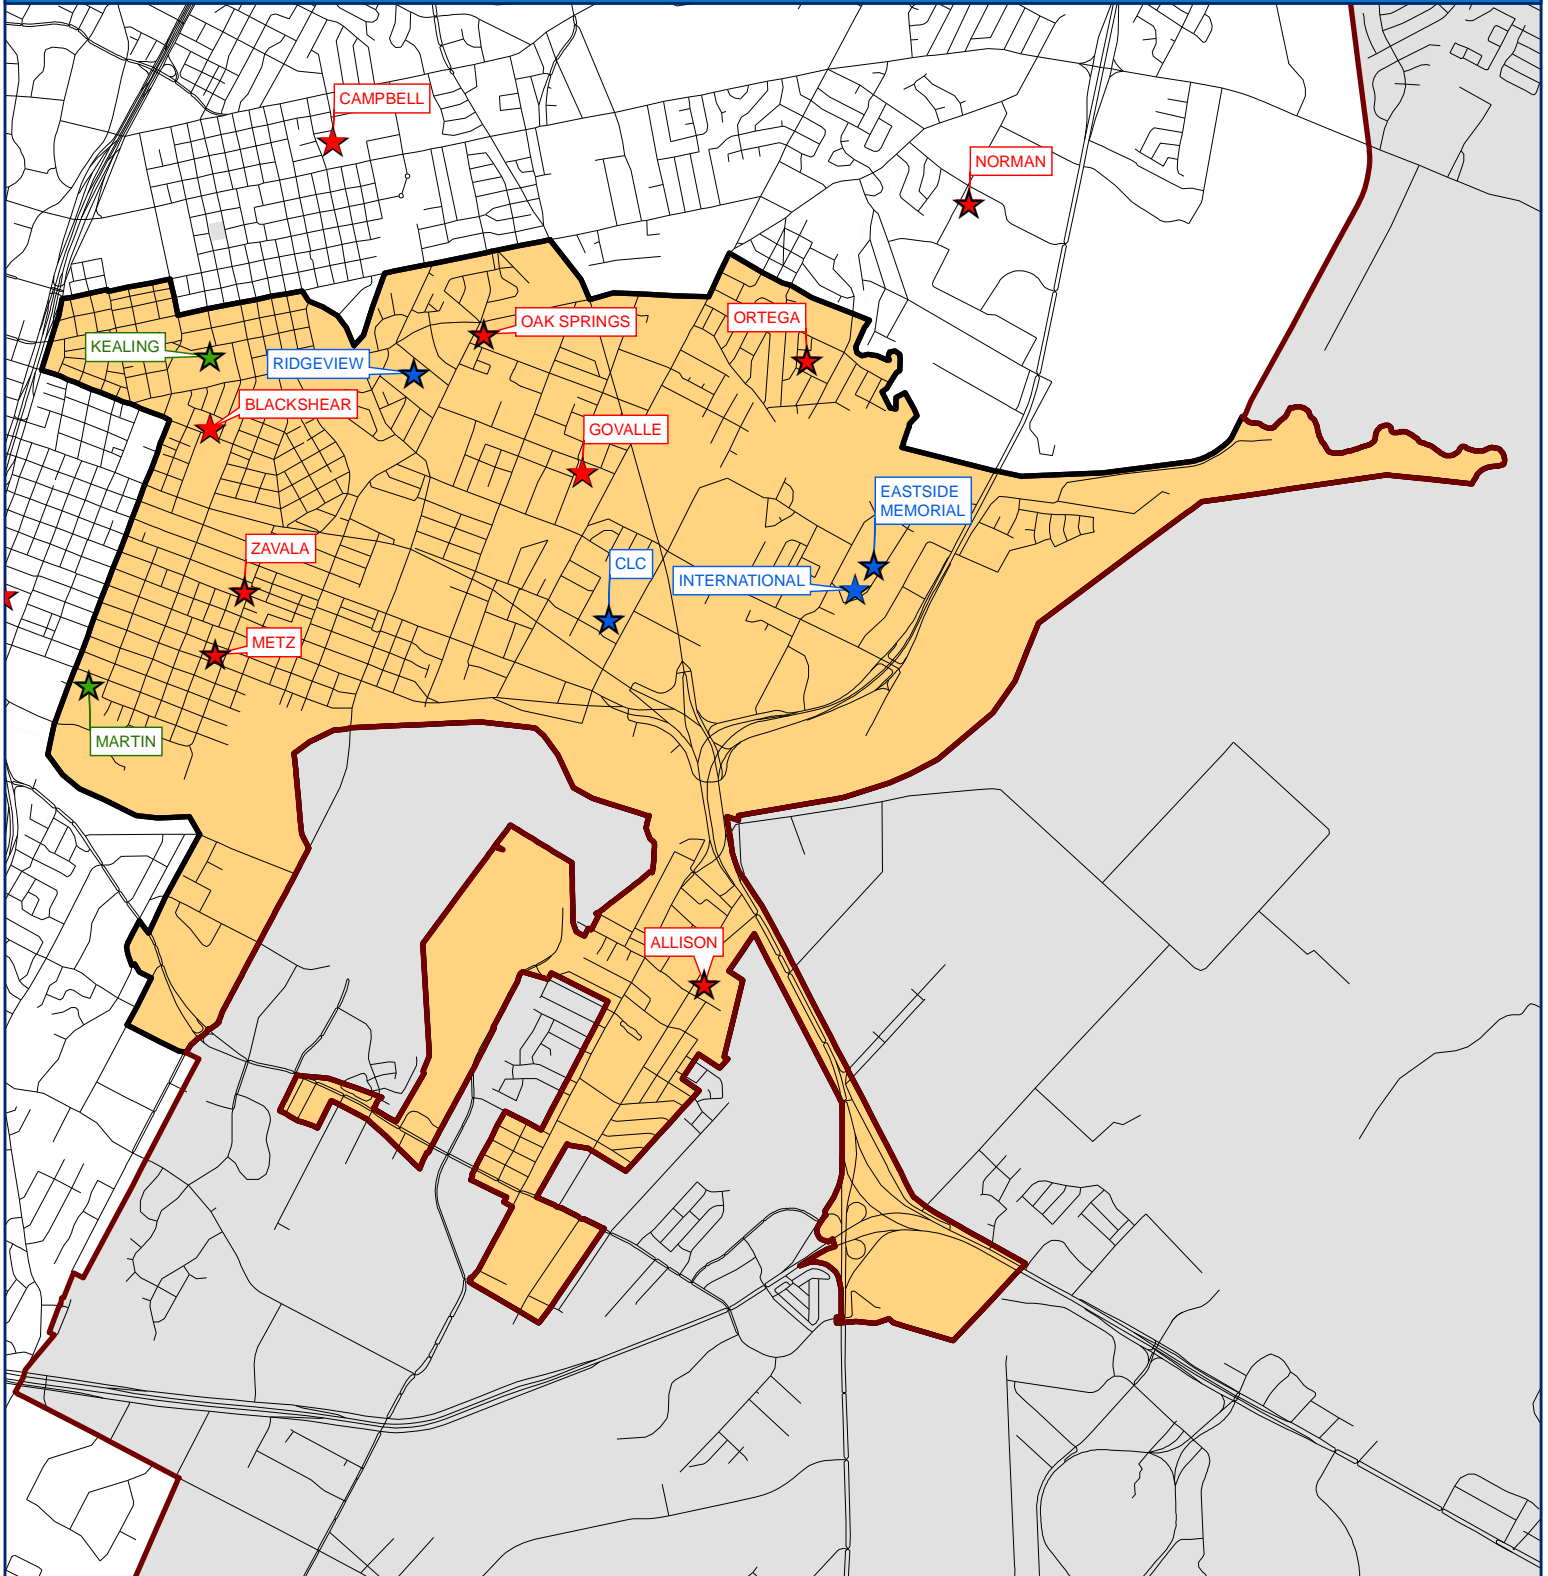 CAMPBELL
NORMAN
OAK SPRINGS
ORTEGA
KEALING
RIDGEVIEW
BLACKSHEAR
GOVALLE
EASTSIDE
MEMORIAL
ZAVALA
CLC
INTERNATIONAL
METZ
MARTIN
ALLISON